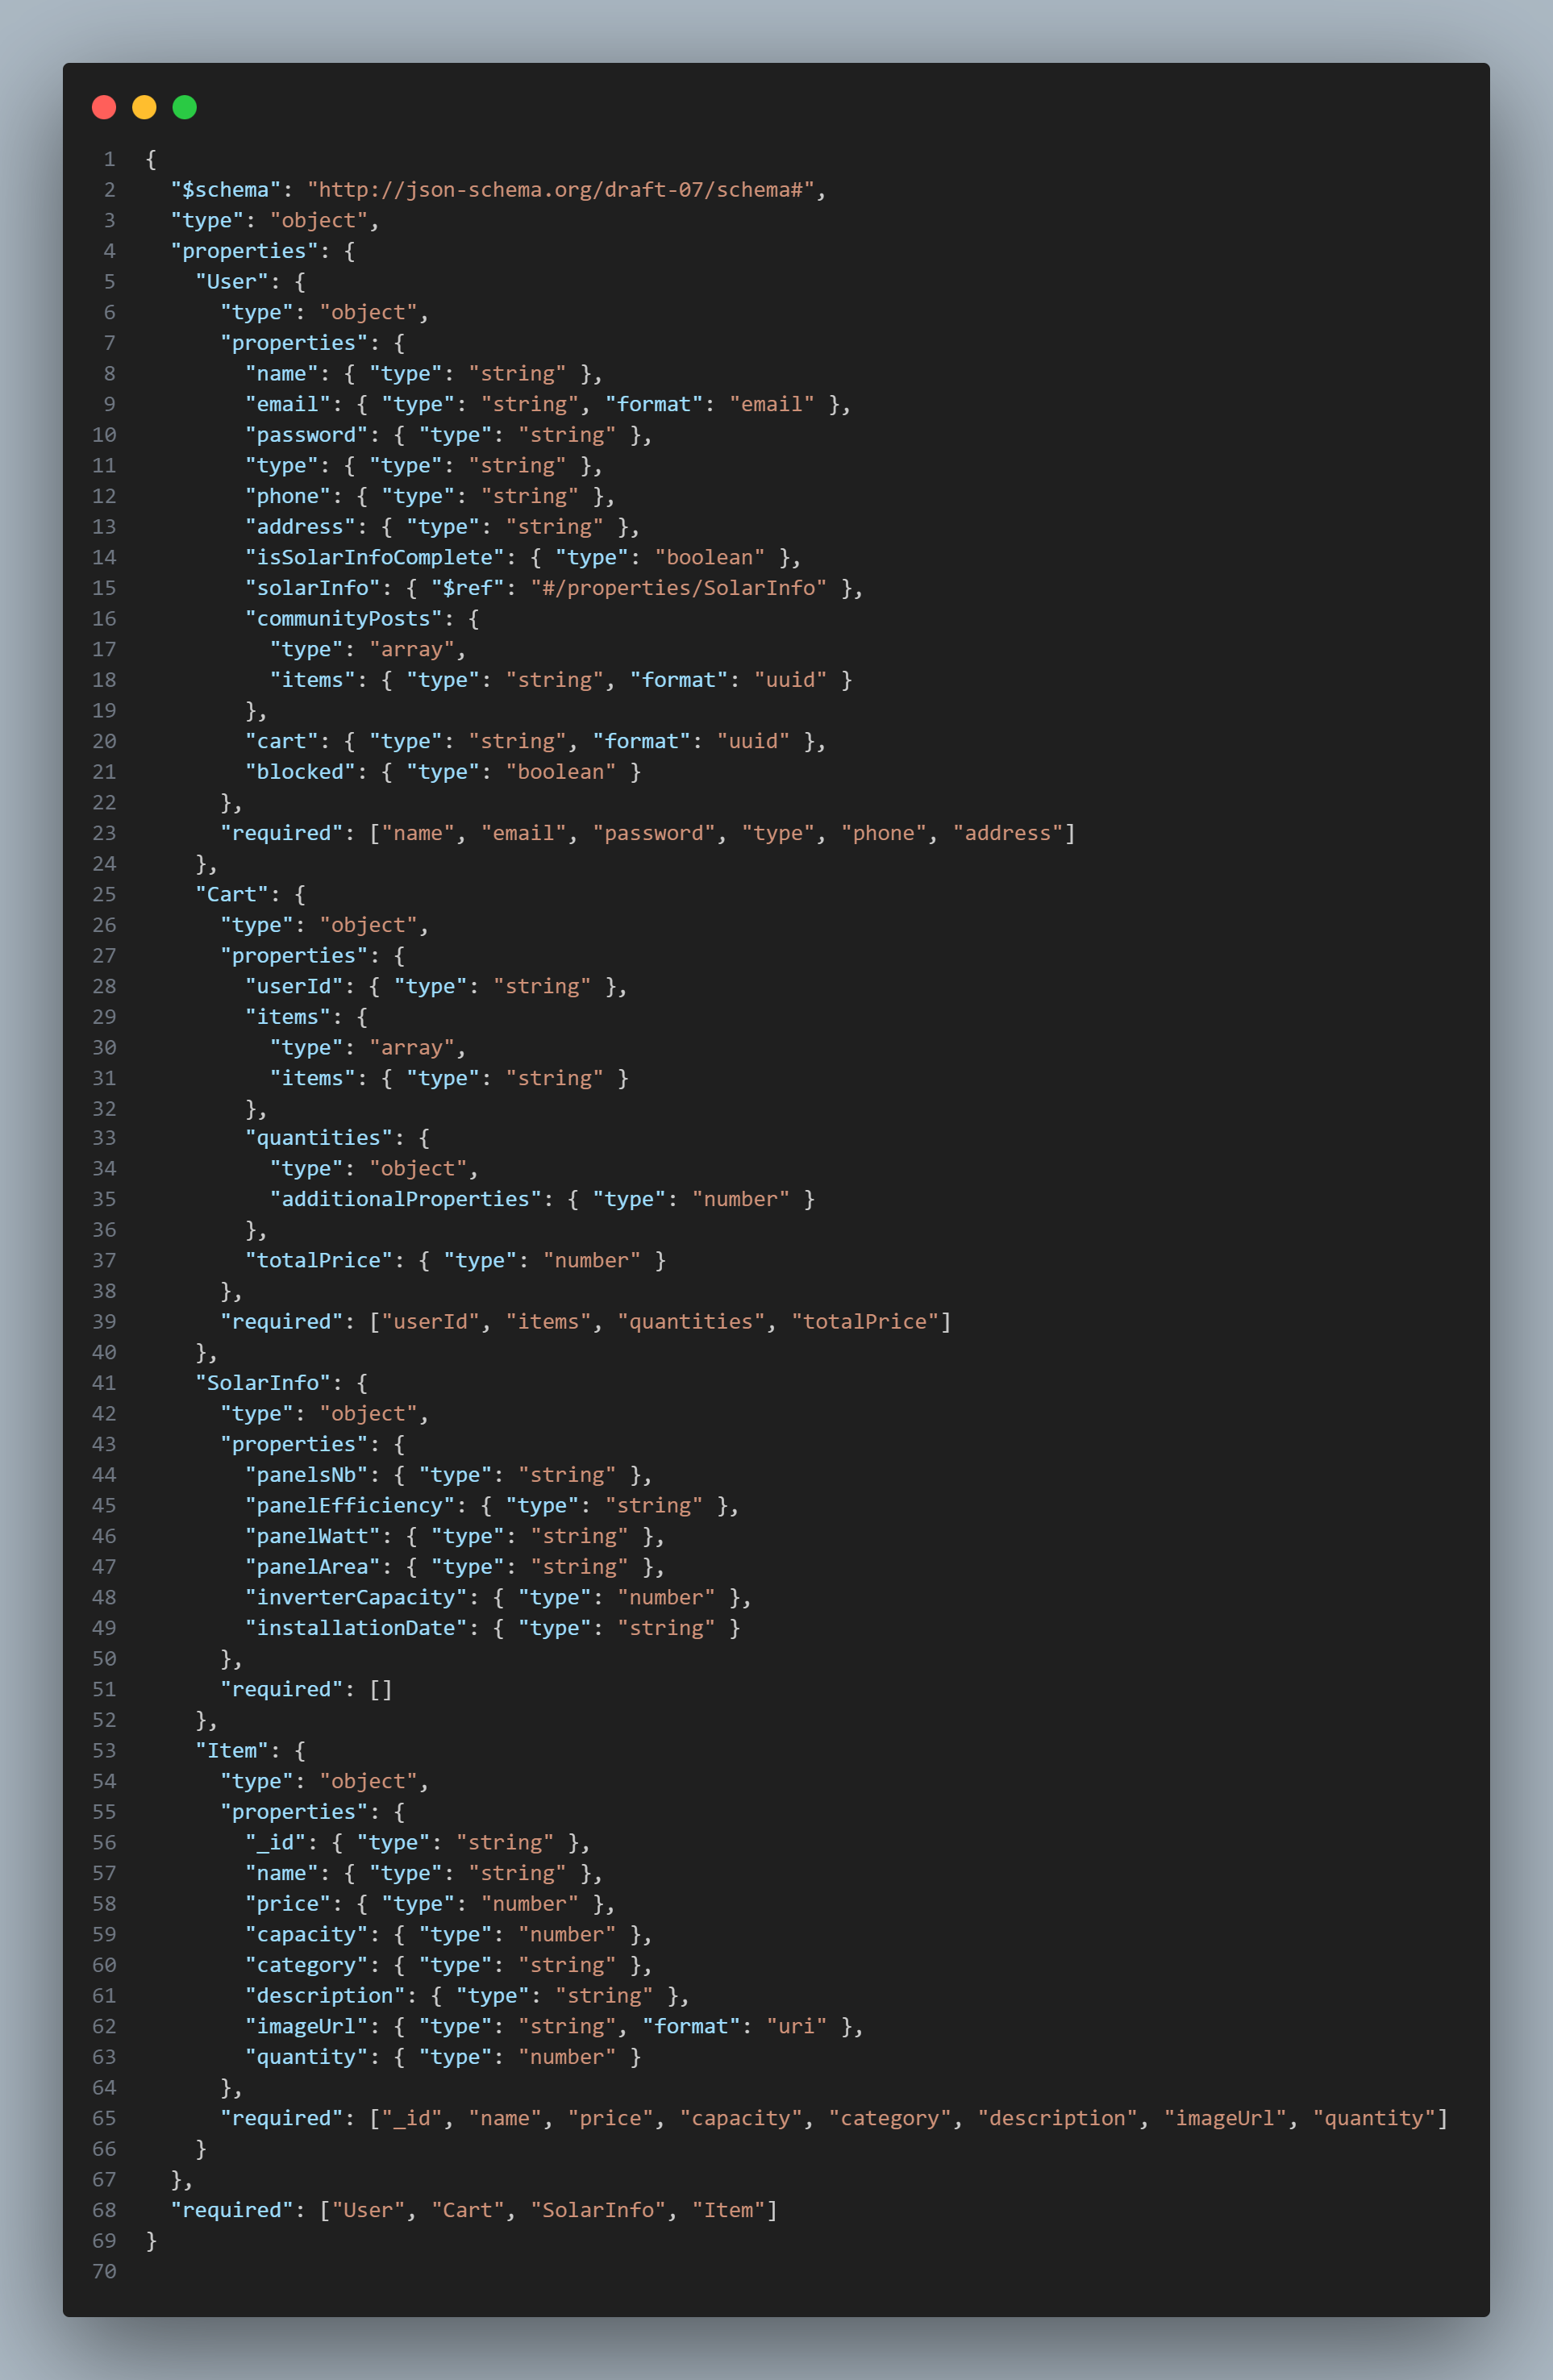 1 {
2   "$schema": "http://json-schema.org/draft-07/schema#",
3   "type": "object",
4   "properties": {
5     "User": {
6       "type": "object",
7       "properties": {
8         "name": { "type": "string" },
9         "email": { "type": "string", "format": "email" },
10         "password": { "type": "string" },
11         "type": { "type": "string" },
12         "phone": { "type": "string" },
13         "address": { "type": "string" },
14         "isSolarInfoComplete": { "type": "boolean" },
15         "solarInfo": { "$ref": "#/properties/SolarInfo" },
16         "communityPosts": {
17           "type": "array",
18           "items": { "type": "string", "format": "uuid" }
19         },
20         "cart": { "type": "string", "format": "uuid" },
21         "blocked": { "type": "boolean" }
22       },
23       "required": ["name", "email", "password", "type", "phone", "address"]
24     },
25     "Cart": {
26       "type": "object",
27       "properties": {
28         "userId": { "type": "string" },
29         "items": {
30           "type": "array",
31           "items": { "type": "string" }
32         },
33         "quantities": {
34           "type": "object",
35           "additionalProperties": { "type": "number" }
36         },
37         "totalPrice": { "type": "number" }
38       },
39       "required": ["userId", "items", "quantities", "totalPrice"]
40     },
41     "SolarInfo": {
42       "type": "object",
43       "properties": {
44         "panelsNb": { "type": "string" },
45         "panelEfficiency": { "type": "string" },
46         "panelWatt": { "type": "string" },
47         "panelArea": { "type": "string" },
48         "inverterCapacity": { "type": "number" },
49         "installationDate": { "type": "string" }
50       },
51       "required": []
52     },
53     "Item": {
54       "type": "object",
55       "properties": {
56         "_id": { "type": "string" },
57         "name": { "type": "string" },
58         "price": { "type": "number" },
59         "capacity": { "type": "number" },
60         "category": { "type": "string" },
61         "description": { "type": "string" },
62         "imageUrl": { "type": "string", "format": "uri" },
63         "quantity": { "type": "number" }
64       },
65       "required": ["_id", "name", "price", "capacity", "category", "description", "imageUrl", "quantity"]
66     }
67   },
68   "required": ["User", "Cart", "SolarInfo", "Item"]
69 }
70